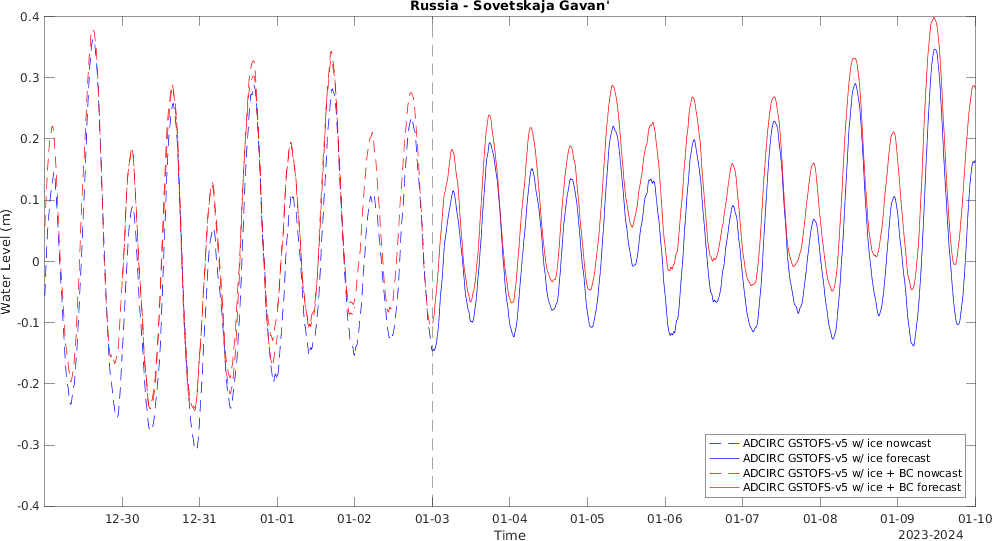 Russia - Sovetskaja Gavan'
0.4
0.3
0.2
0.1
0
-0.1
-0.2
-0.3
-0.4
Water Level (m)
ADCIRC GSTOFS-v5 w/ ice nowcast
ADCIRC GSTOFS-v5 w/ ice forecast
ADCIRC GSTOFS-v5 w/ ice + BC nowcast
ADCIRC GSTOFS-v5 w/ ice + BC forecast
12-30 12-31 01-01 01-02 01-03 01-04 01-05 01-06 01-07 01-08 01-09 01-10
Time
2023-2024